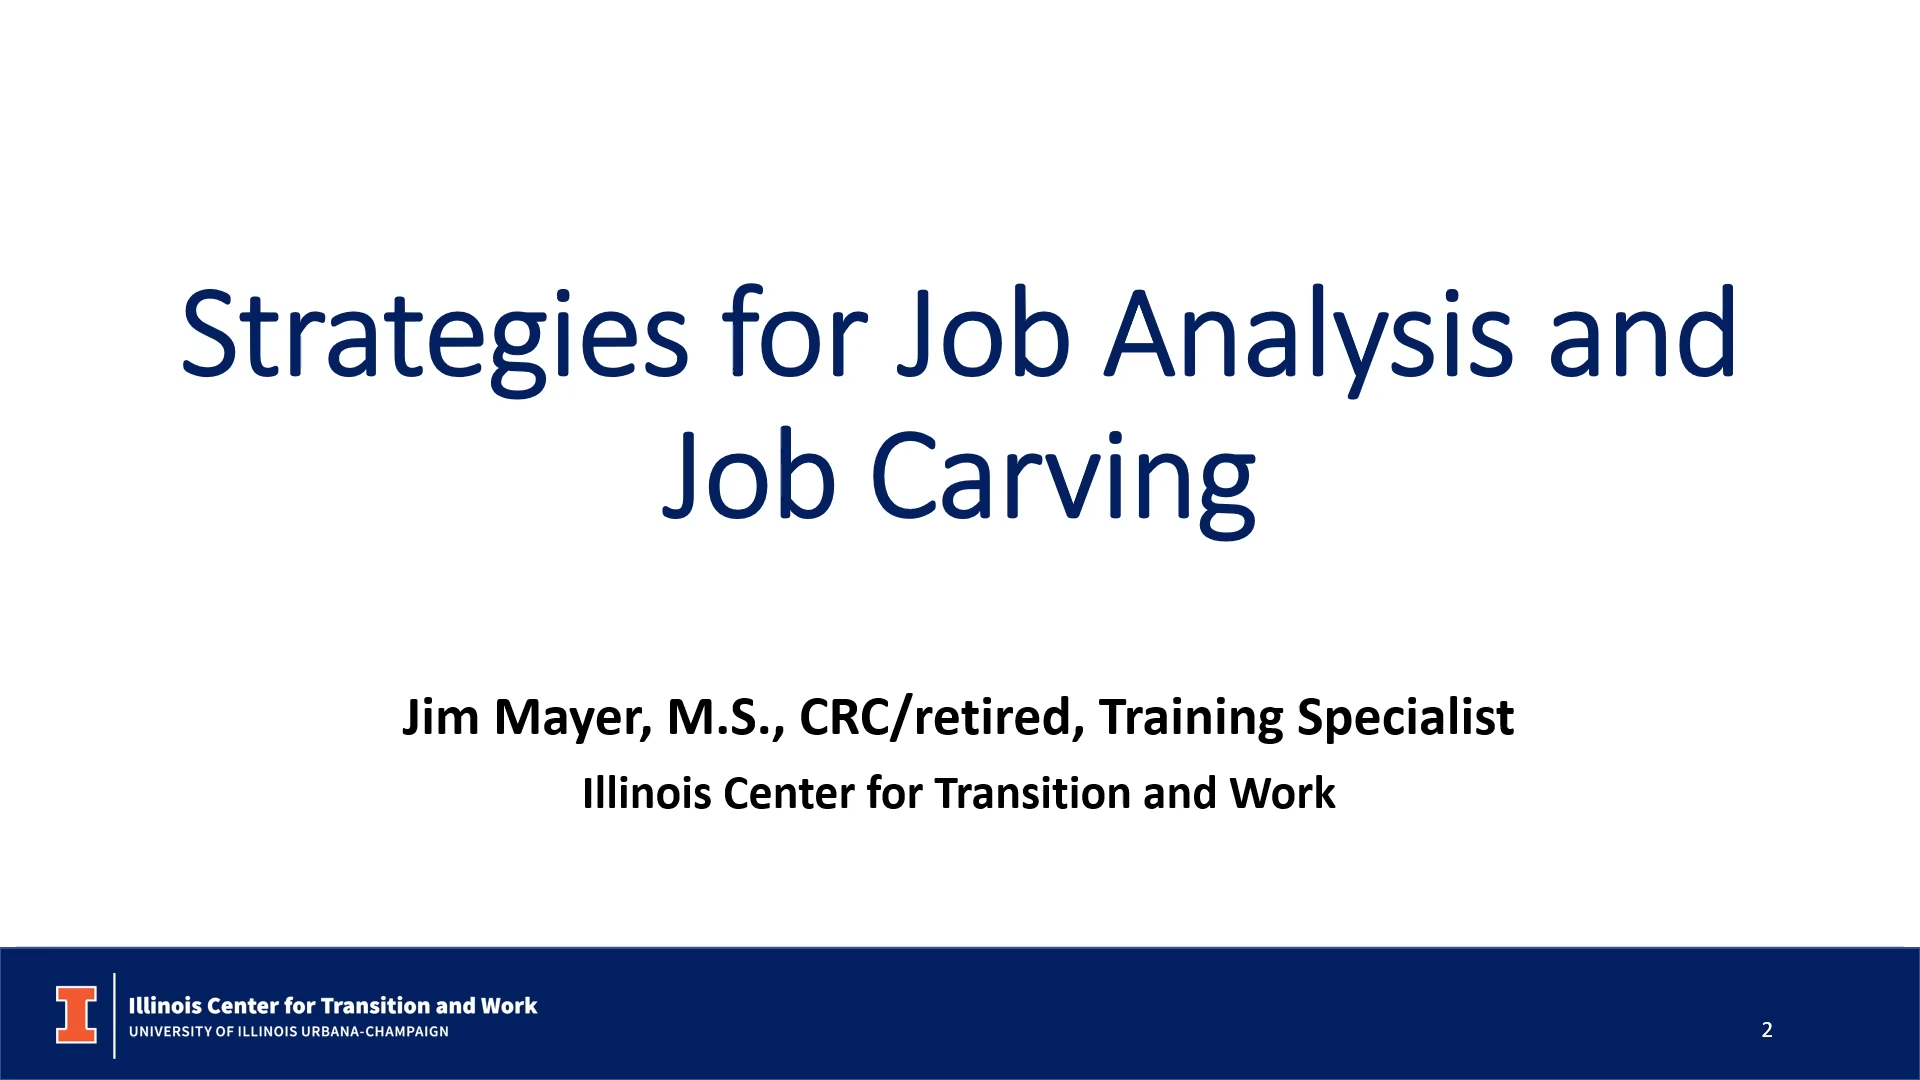 Strategies for Job Analysis and
Job Carving
Jim Mayer, M.S., CRC/retired, Training Specialist
Illinois Center for Transition and Work
Illinois Center for Transition and Work
UNIVERSITY OF ILLINOIS URBANA-CHAMPAIGN
2